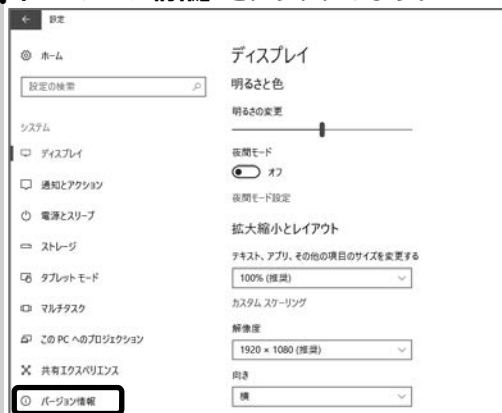 設定
ホーム
設定の検索
システム
ディスプレイ
通知とアクション
電源とスリープ
ストレージ
タブレット モード
マルチタスク
この PC へのプロジェクション
共有エクスペリエンス
バージョン情報
ディスプレイ
明るさと色
明るさの変更
夜間モード
オフ
夜間モード設定
拡大縮小とレイアウト
テキスト、アプリ、その他の項目のサイズを変更する
100% (推奨)
カスタム スケーリング
解像度
1920 × 1080 (推奨)
向き
横